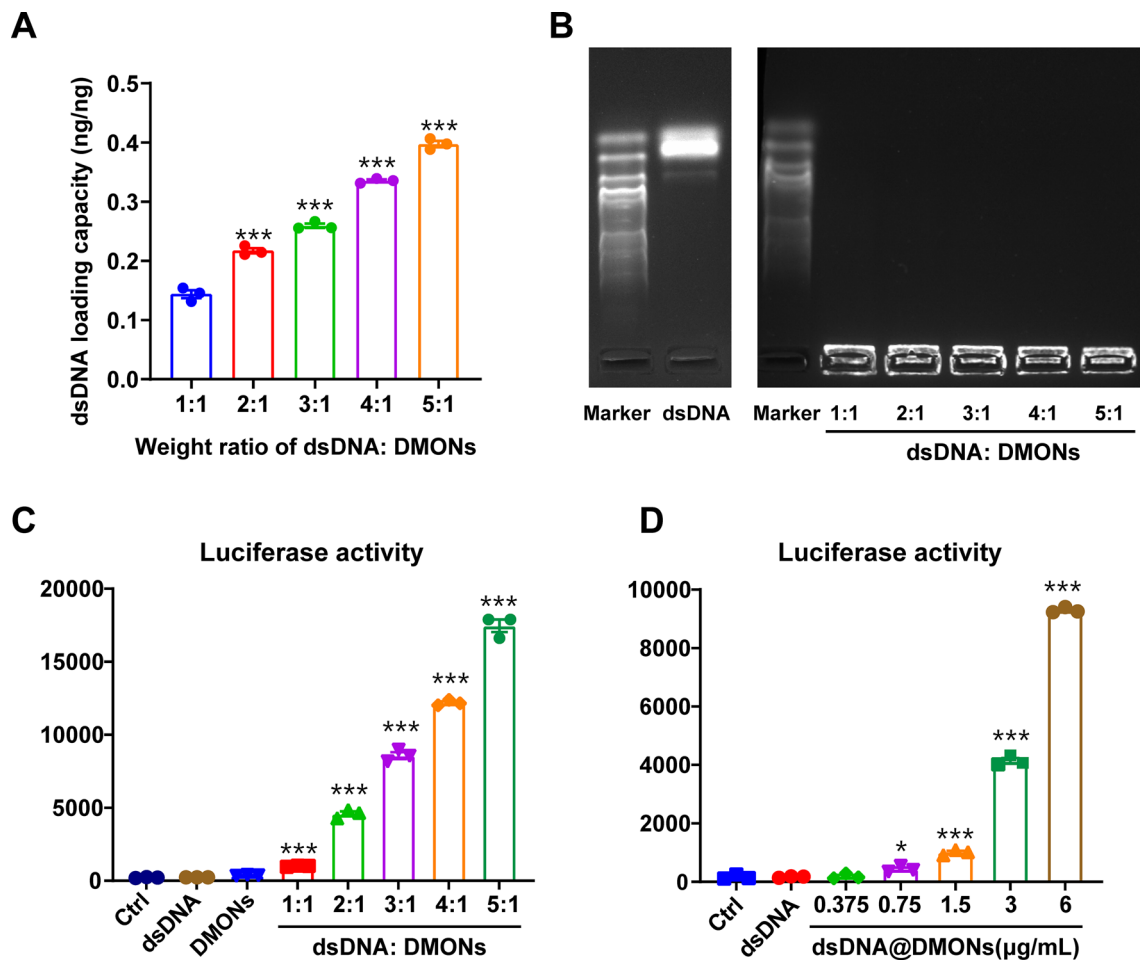 A
dsDNA loading capacity (ng/ng)
0.5
0.4
0.3
0.2
0.1
0.0
***
***
***
***
1:1 2:1 3:1 4:1 5:1
Weight ratio of dsDNA: DMONs
B
Marker dsDNA
Marker 1:1 2:1 3:1 4:1 5:1
dsDNA: DMONs
C
Luciferase activity
20000
15000
10000
5000
0
***
***
***
***
***
Ctrl dsDNA DMONs 1:1 2:1 3:1 4:1 5:1
dsDNA: DMONs
D
Luciferase activity
10000
8000
6000
4000
2000
0
*
***
***
***
Ctrl dsDNA 0.375 0.75 1.5 3 6
dsDNA@DMONs(μg/mL)